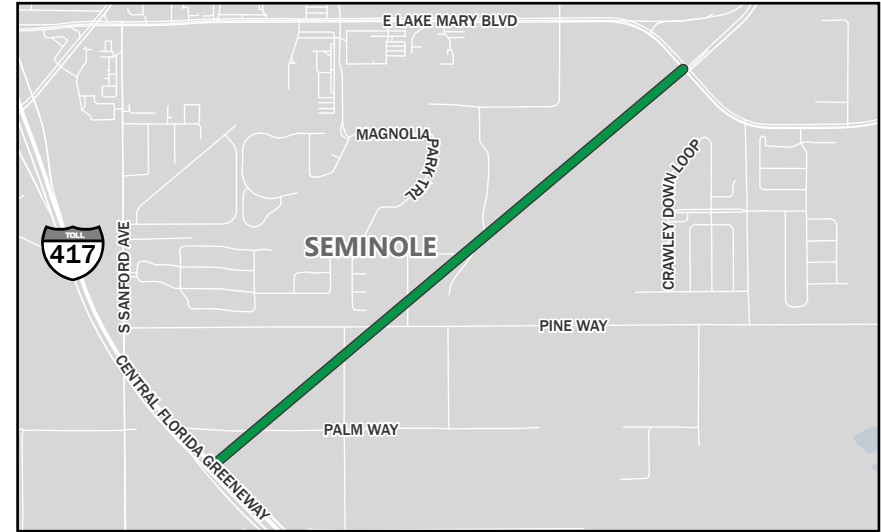 E LAKE MARY BLVD
MAGNOLIA
PARK TRL
CRAWLEY DOWN LOOP
TOLL
417
S SANFORD AVE
SEMINOLE
PINE WAY
CENTRAL FLORIDA GREENEWAY
PALM WAY